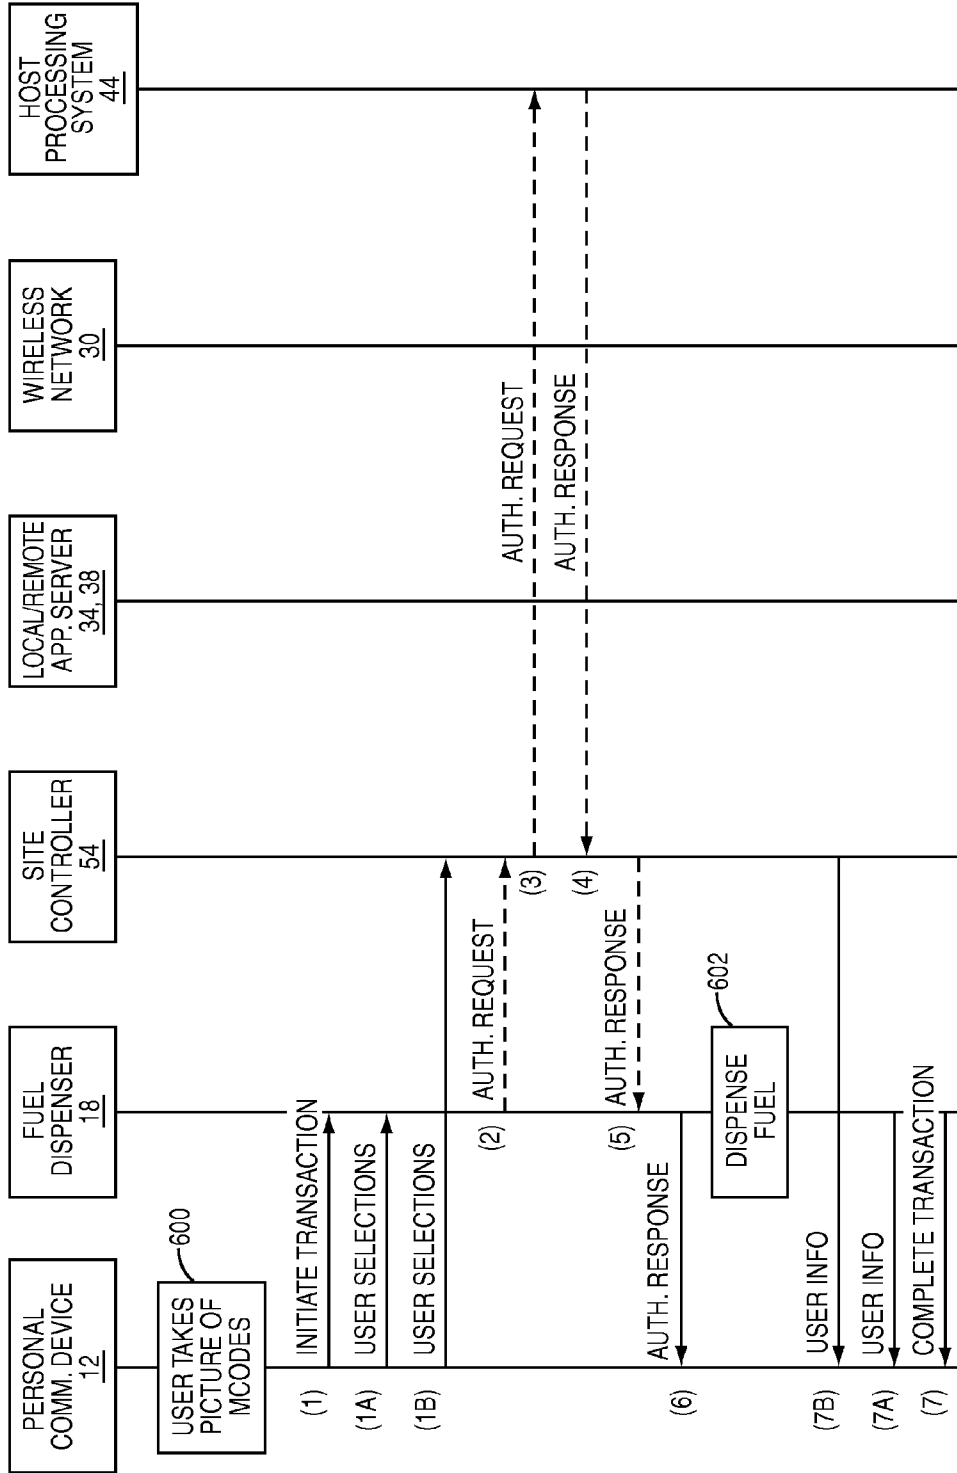 PERSONAL
COMM. DEVICE
12
FUEL
DISPENSER
18
SITE
CONTROLLER
54
LOCAL/REMOTE
APP. SERVER
34, 38
WIRELESS
NETWORK
30
HOST
PROCESSING
SYSTEM
44
USER TAKES
PICTURE OF
MCODES
600
(1)
INITIATE TRANSACTION
(1A)
USER SELECTIONS
(1B)
USER SELECTIONS
(2)
AUTH. REQUEST
(3)
AUTH. REQUEST
(4)
AUTH. RESPONSE
(5)
AUTH. RESPONSE
(6)
AUTH. RESPONSE
DISPENSE
FUEL
602
(7B)
USER INFO
(7A)
USER INFO
(7)
COMPLETE TRANSACTION